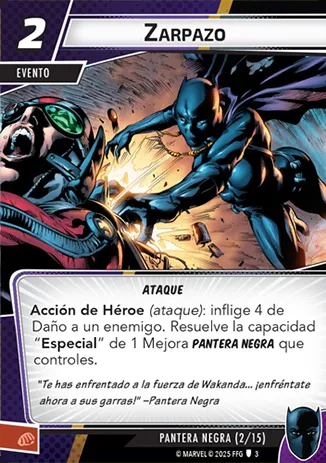 2
ZARPAZO
EVENTO
ATAQUE
Acción de Héroe (ataque): inflige 4 de
Daño a un enemigo. Resuelve la capacidad
“Especial” de 1 Mejora PANTERA NEGRA que
controles.
"Te has enfrentado a la fuerza de Wakanda... ¡enfréntate
ahora a sus garras!" –Pantera Negra
PANTERA NEGRA (2/15)
© MARVEL © 2025 FFG 3